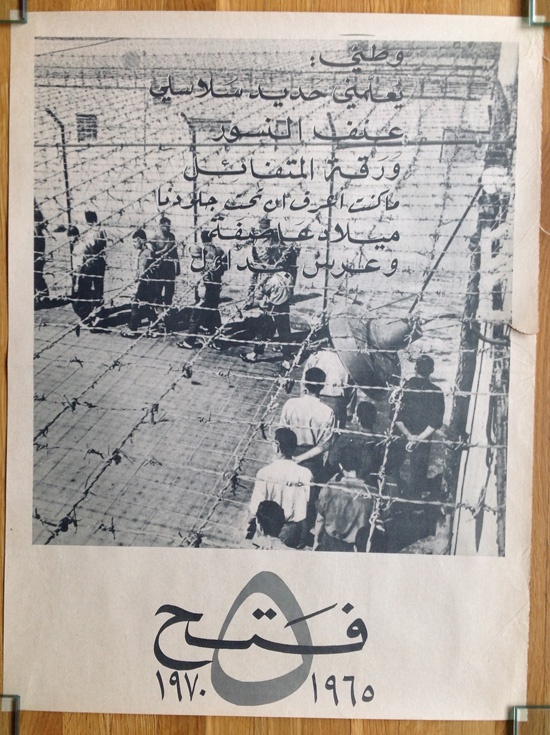 وطني :
يعلمني حديد سلاسلي
عنف النسور
ورقة المتفائل
ما كنت أعرف ان تحت جلودنا
ميلاد عاصفة
وعرس جداول
٥
فتح
١٩٦٥
١٩٧٠